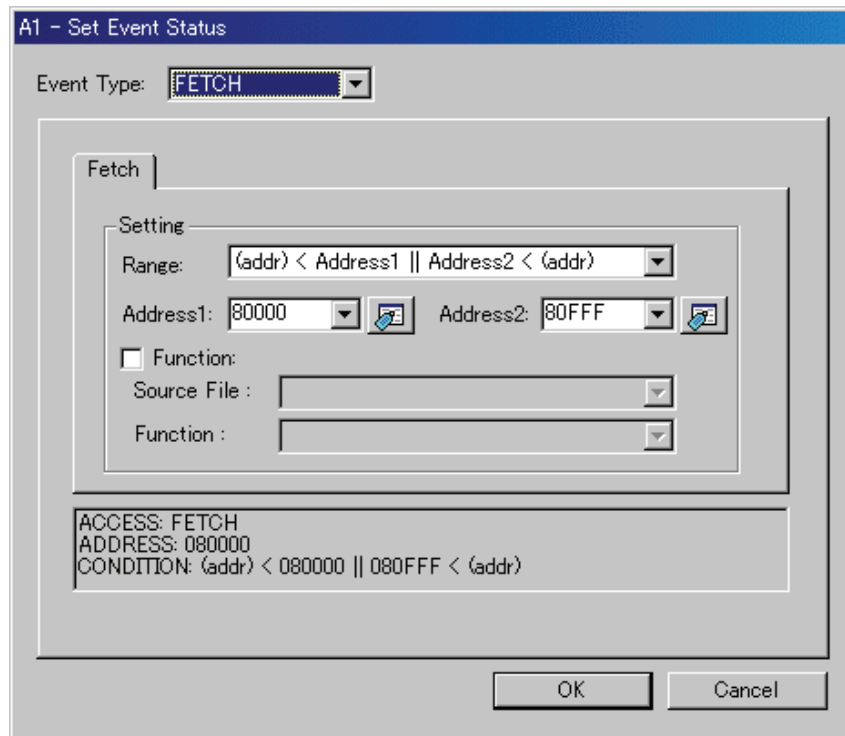 A1 - Set Event Status
Event Type: FETCH
Fetch
Setting
Range: (addr) < Address1 || Address2 < (addr)
Address1: 80000 Address2: 80FFF
Function:
Source File :
Function :
ACCESS: FETCH
ADDRESS: 080000
CONDITION: (addr) < 080000 || 080FFF < (addr)
OK Cancel